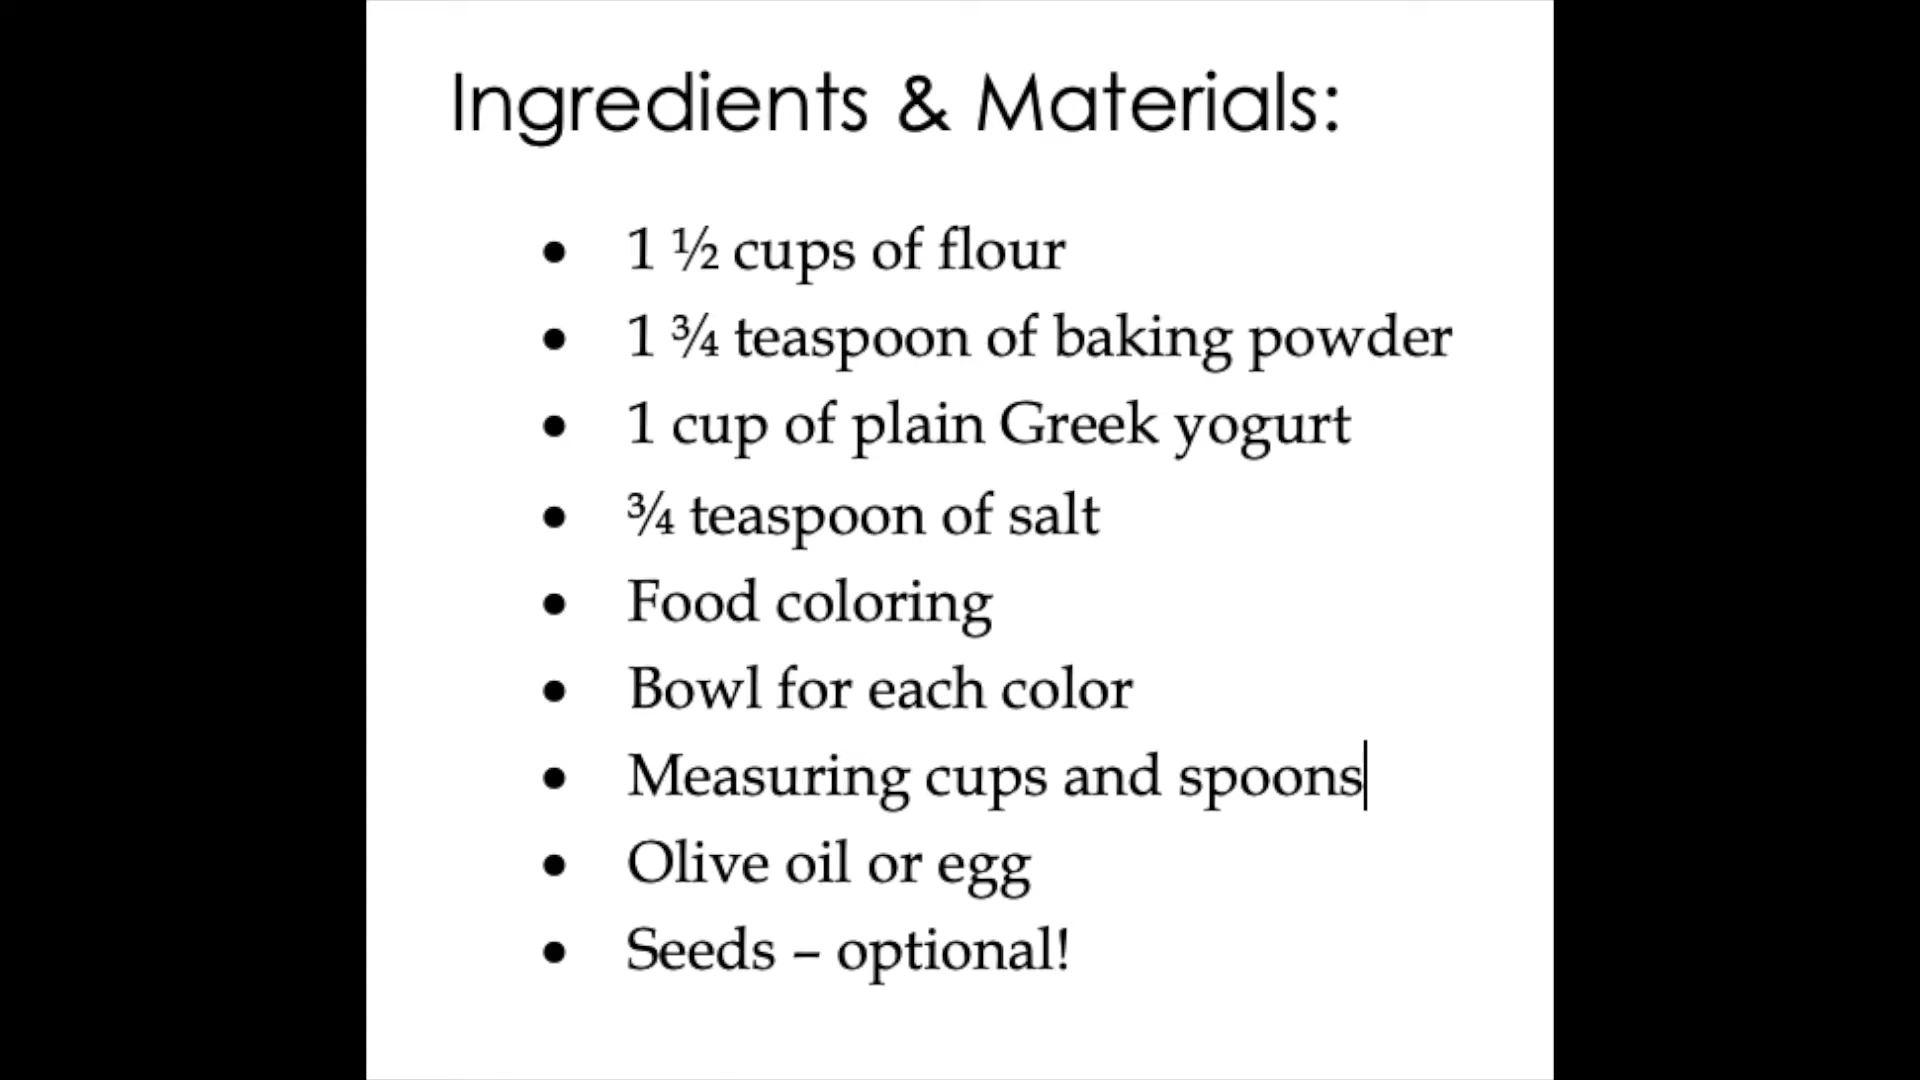 Ingredients & Materials:
• 1 ½ cups of flour
• 1 ¾ teaspoon of baking powder
• 1 cup of plain Greek yogurt
• ¾ teaspoon of salt
• Food coloring
• Bowl for each color
• Measuring cups and spoons
• Olive oil or egg
• Seeds – optional!